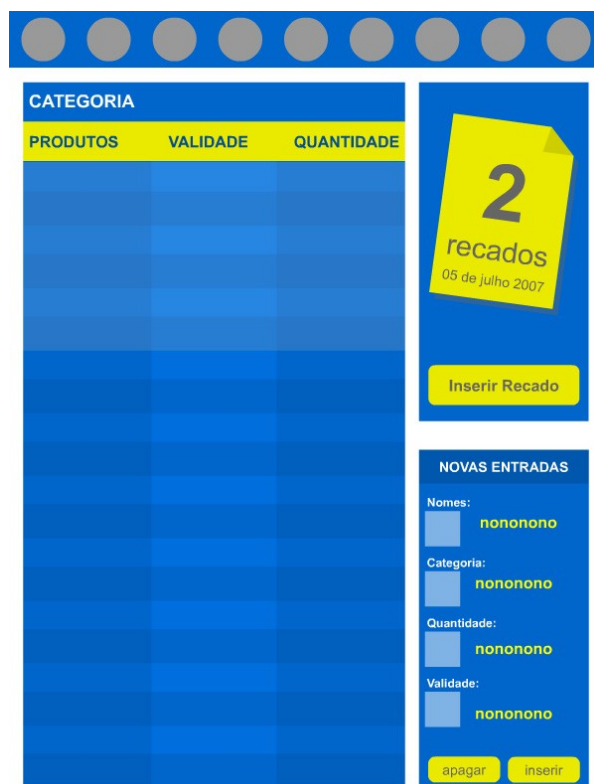 CATEGORIA
PRODUTOS VALIDADE QUANTIDADE
2
recados
05 de julho 2007
Inserir Recado
NOVAS ENTRADAS
Nomes:
nononono
Categoria:
nononono
Quantidade:
nononono
Validade:
nononono
apagar inserir